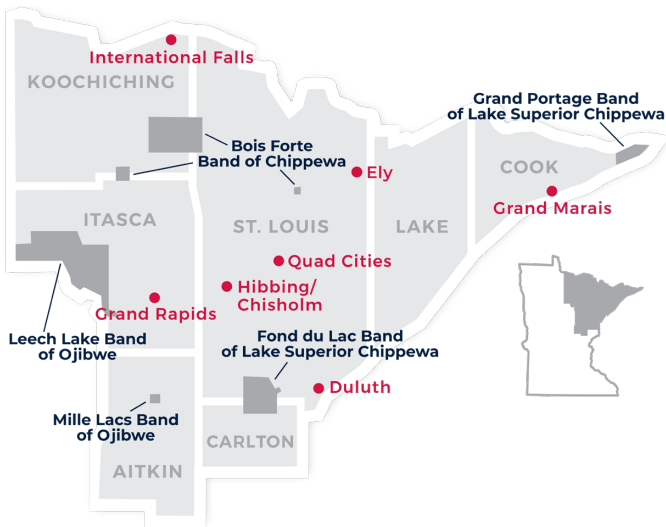 International Falls
KOOCHICHING
Grand Portage Band
of Lake Superior Chippewa
Bois Forte
Band of Chippewa
Ely
COOK
Grand Marais
ITASCA
ST. LOUIS
LAKE
Quad Cities
Hibbing/
Chisholm
Grand Rapids
Leech Lake Band
of Ojibwe
Fond du Lac Band
of Lake Superior Chippewa
Duluth
Mille Lacs Band
of Ojibwe
CARLTON
AITKIN